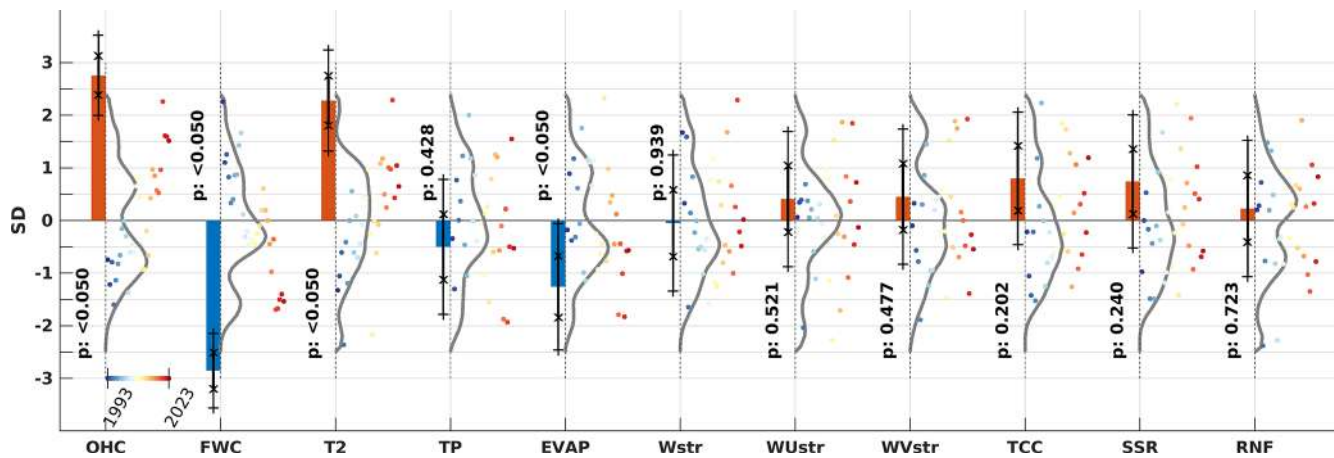 SD
3
2
1
0
-1
-2
-3
p: <0.050
p: <0.050
p: <0.050
p: 0.428
p: <0.050
p: 0.939
p: 0.521
p: 0.477
p: 0.202
p: 0.240
p: 0.723
1993
2023
OHC FWC T2 TP EVAP Wstr WUstr WVstr TCC SSR RNF